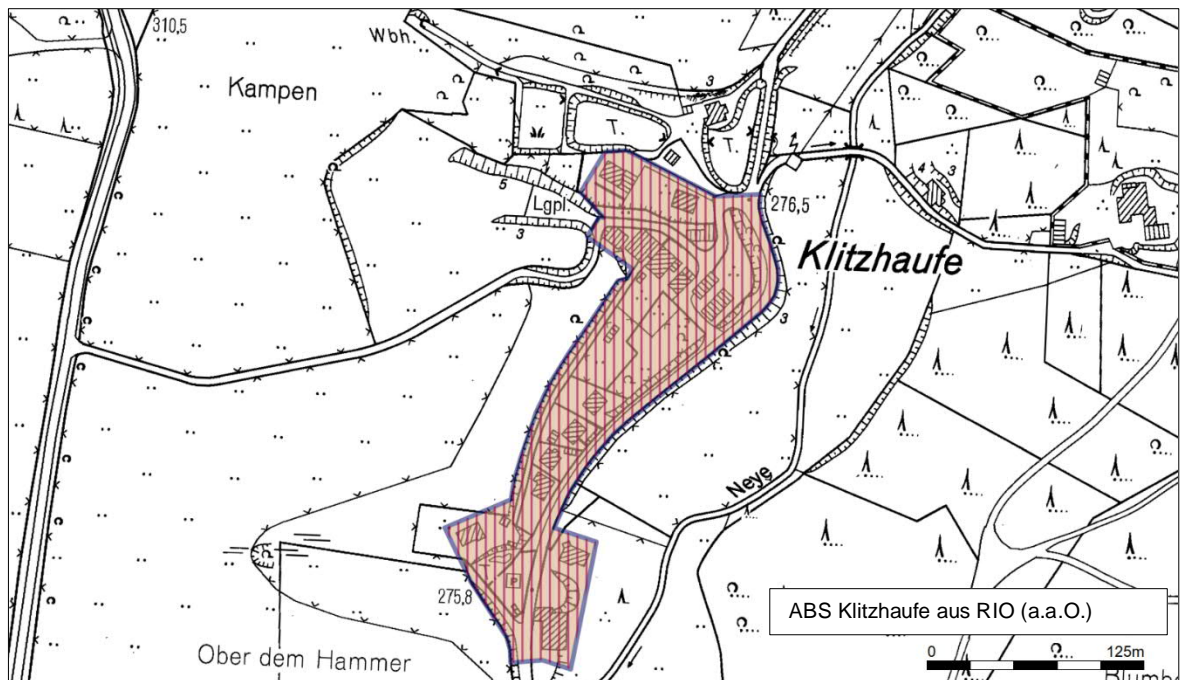 310,5
Wbh.
3
Kampen
T.
T.
5
4
3
Lgpl.
276,5
3
Klitzhaufe
3
Neye
275,8
ABS Klitzhaufe aus RIO (a.a.O.)
Ober dem Hammer
0 125m